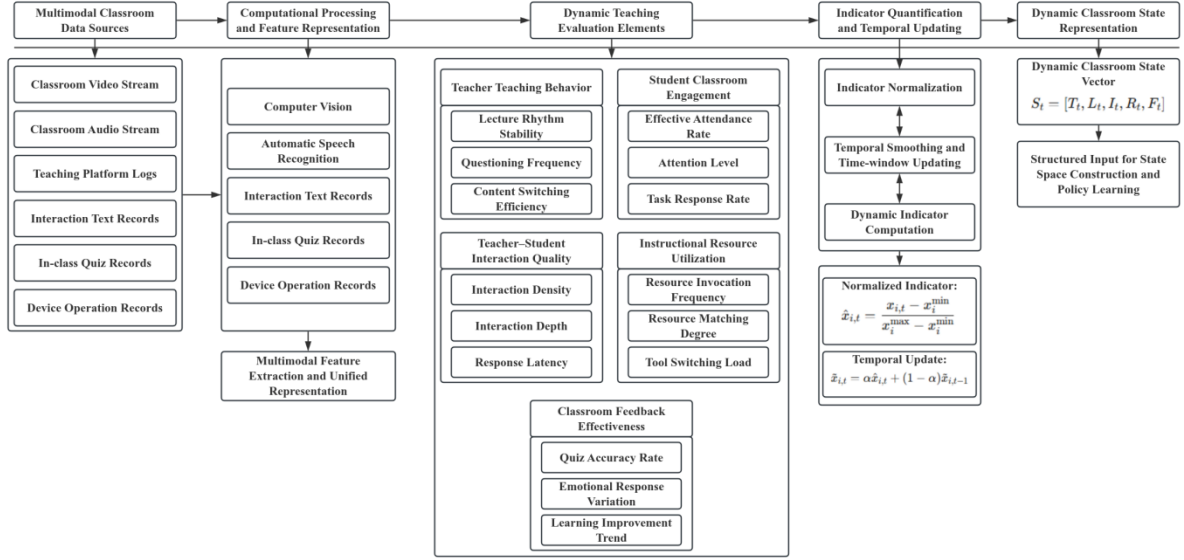 Multimodal Classroom
Data Sources
Computational Processing
and Feature Representation
Dynamic Teaching
Evaluation Elements
Indicator Quantification
and Temporal Updating
Dynamic Classroom State
Representation
Classroom Video Stream
Classroom Audio Stream
Teaching Platform Logs
Interaction Text Records
In-class Quiz Records
Device Operation Records
Computer Vision
Automatic Speech
Recognition
Interaction Text Records
In-class Quiz Records
Device Operation Records
Multimodal Feature
Extraction and Unified
Representation
Teacher Teaching Behavior
Lecture Rhythm
Stability
Questioning Frequency
Content Switching
Efficiency
Student Classroom
Engagement
Effective Attendance
Rate
Attention Level
Task Response Rate
Teacher–Student
Interaction Quality
Interaction Density
Interaction Depth
Response Latency
Instructional Resource
Utilization
Resource Invocation
Frequency
Resource Matching
Degree
Tool Switching Load
Classroom Feedback
Effectiveness
Quiz Accuracy Rate
Emotional Response
Variation
Learning Improvement
Trend
Indicator Normalization
Temporal Smoothing and
Time-window Updating
Dynamic Indicator
Computation
Normalized Indicator:
x̂_{i,t} = (x_{i,t} − x_i^{min}) / (x_i^{max} − x_i^{min})
Temporal Update:
x̃_{i,t} = αx̂_{i,t} + (1 − α)x̃_{i,t−1}
Dynamic Classroom State
Vector
S_t = [T_t, L_t, I_t, R_t, F_t]
Structured Input for State
Space Construction and
Policy Learning